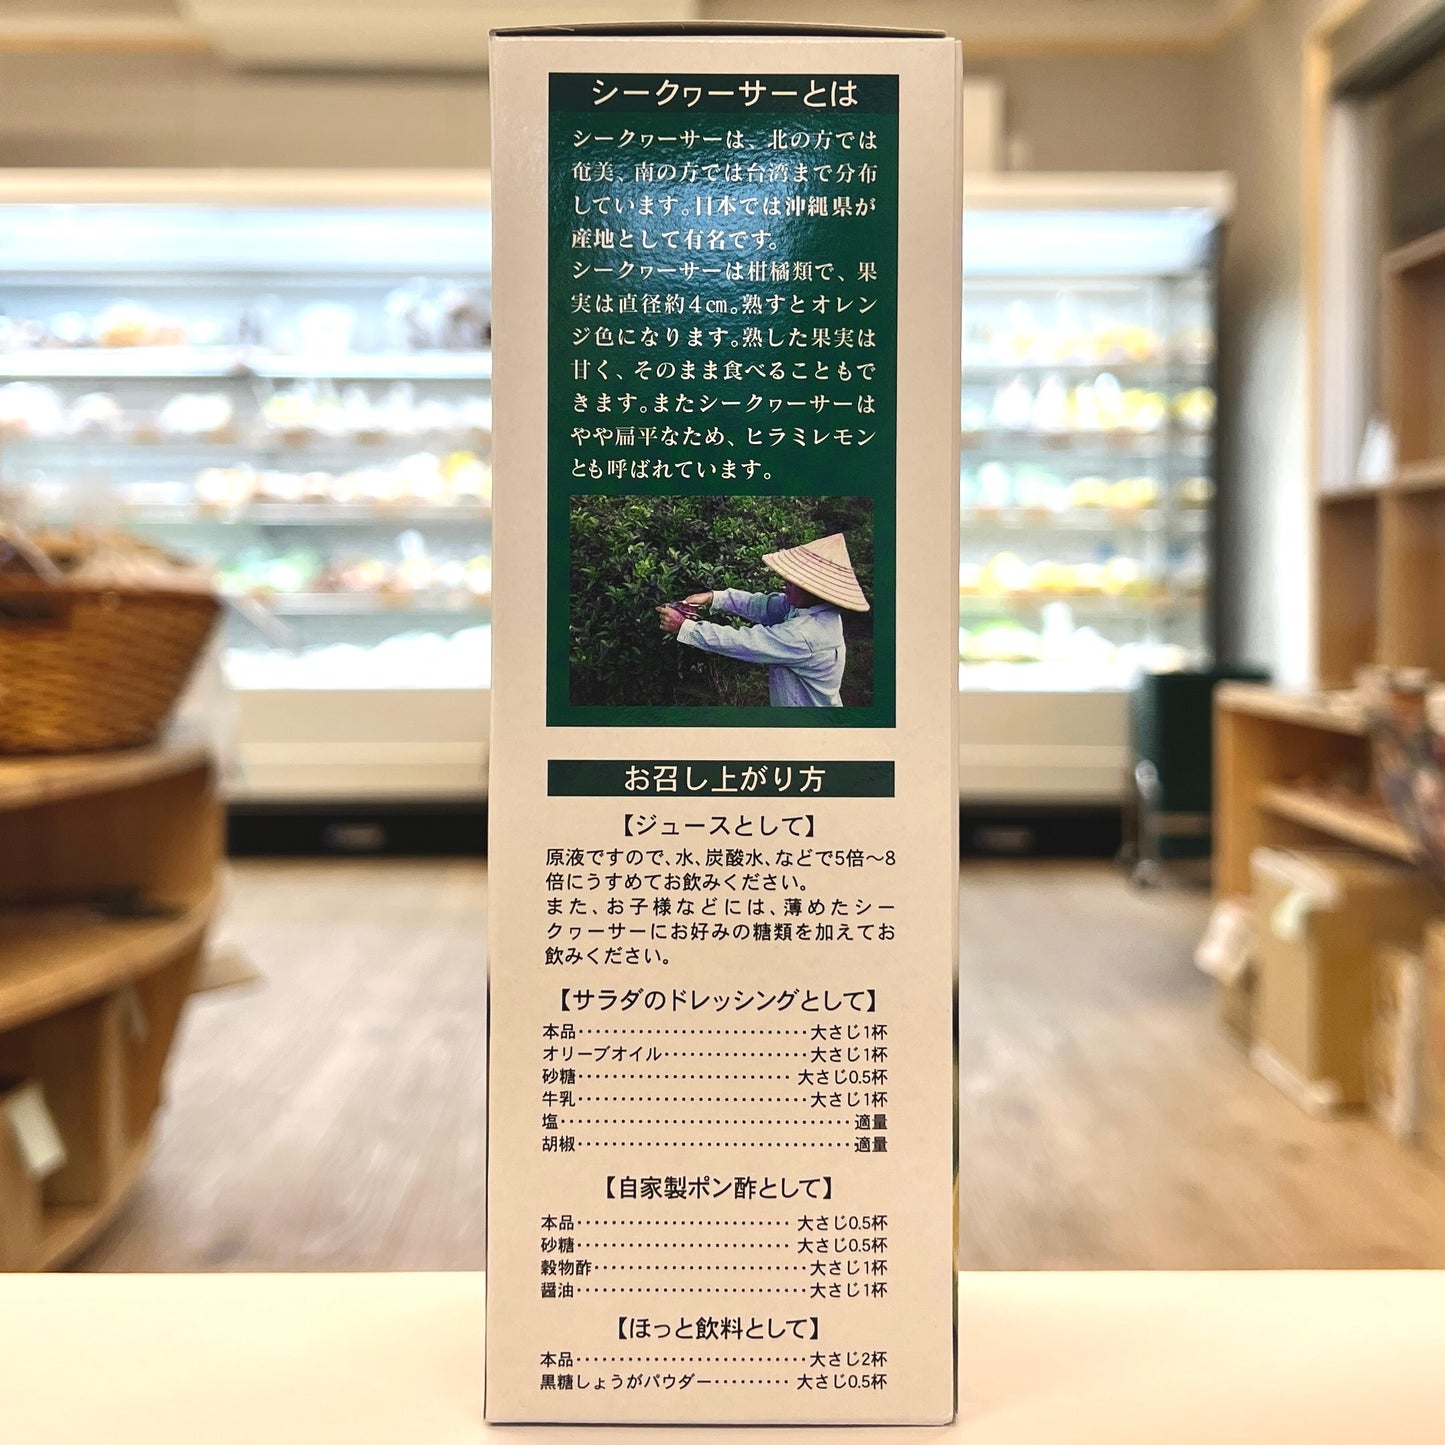 シークヮーサーとは
シークヮーサーは、北の方では
奄美、南の方では台湾まで分布
しています。日本では沖縄県が
産地として有名です。
シークヮーサーは柑橘類で、果
実は直径約4㎝。熟すとオレン
ジ色になります。熟した果実は
甘く、そのまま食べることもで
きます。またシークヮーサーは
やや扁平なため、ヒラミレモン
とも呼ばれています。
お召し上がり方
【ジュースとして】
原液ですので、水、炭酸水、などで5倍〜8
倍にうすめてお飲みください。
また、お子様などには、薄めたシー
クヮーサーにお好みの糖類を加えてお
飲みください。
【サラダのドレッシングとして】
本品‥‥‥‥‥‥‥‥‥‥‥‥‥大さじ1杯
オリーブオイル‥‥‥‥‥‥‥‥大さじ1杯
砂糖‥‥‥‥‥‥‥‥‥‥‥‥大さじ0.5杯
牛乳‥‥‥‥‥‥‥‥‥‥‥‥‥大さじ1杯
塩‥‥‥‥‥‥‥‥‥‥‥‥‥‥‥‥適量
胡椒‥‥‥‥‥‥‥‥‥‥‥‥‥‥‥適量
【自家製ポン酢として】
本品‥‥‥‥‥‥‥‥‥‥‥‥大さじ0.5杯
砂糖‥‥‥‥‥‥‥‥‥‥‥‥大さじ0.5杯
穀物酢‥‥‥‥‥‥‥‥‥‥‥‥大さじ1杯
醤油‥‥‥‥‥‥‥‥‥‥‥‥‥大さじ1杯
【ほっと飲料として】
本品‥‥‥‥‥‥‥‥‥‥‥‥‥大さじ2杯
黒糖しょうがパウダー‥‥‥‥大さじ0.5杯